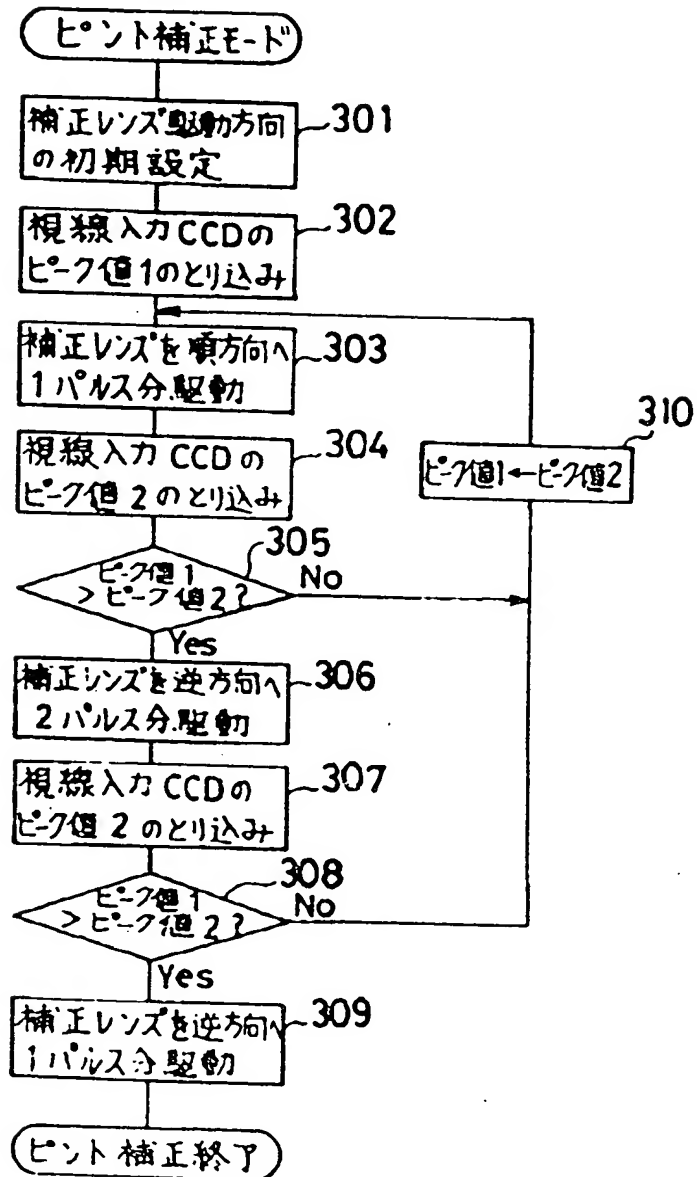 ピント補正モード
補正レンズ駆動方向
の初期設定
301
視線入力CCDの
ピーク値1のとり込み
302
補正レンズを順方向へ
1パルス分駆動
303
視線入力CCDの
ピーク値2のとり込み
304
ピーク値1
>ピーク値2?
305
No
Yes
310
ピーク値1←ピーク値2
補正レンズを逆方向へ
2パルス分駆動
306
視線入力CCDの
ピーク値2のとり込み
307
ピーク値1
>ピーク値2?
308
No
Yes
補正レンズを逆方向へ
1パルス分駆動
309
ピント補正終了